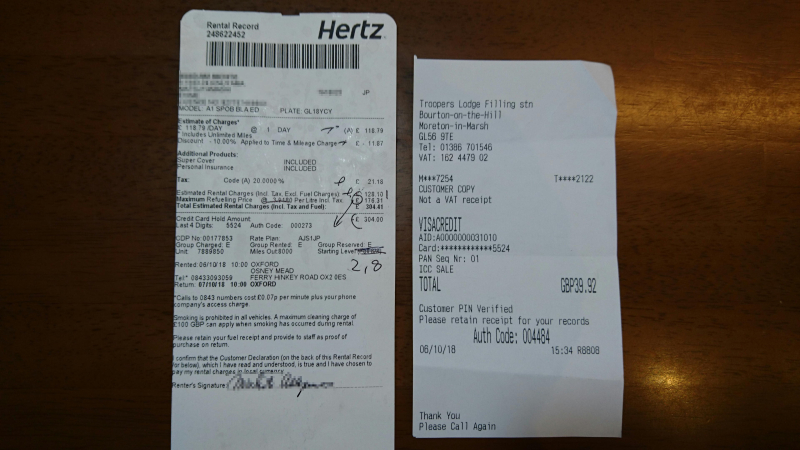 Rental Record
248622452
Hertz
JP
MODEL: A1 SPOB BLA.ED PLATE: GL18YCY
Estimate of Charges*
£ 118.79 /DAY @ 1 DAY (A) £ 118.79
Includes Unlimited Miles
Discount - 10.00% Applied to Time & Mileage Charge £ - 11.87
Additional Products:
Super Cover INCLUDED
Personal Insurance INCLUDED
Tax: Code (A) 20.0000 % £ 21.18
Estimated Rental Charges (Incl. Tax, Excl Fuel Charges) £ 128.10
Maximum Refuelling Price Per Litre Incl. Tax: £ 176.31
Total Estimated Rental Charges (Incl. Tax and Fuel): £ 304.41
Credit Card Hold Amount £ 304.00
Last 4 Digits: 5524 Auth Code: 000273
CDP No:00177853 Rate Plan: AJS1JP
Group Charged: E Group Rented: E Group Reserved: E
Unit: 7889850 Miles Out:8000 Starting Level:
2,8
Rented: 06/10/18 10:00 OXFORD
OSNEY MEAD
Tel:* 08433093059 FERRY HINKEY ROAD OX2 0ES
Return 07/10/18 10:00 OXFORD
*Calls to 0843 numbers cost £0.07p per minute plus your phone
company's access charge.
Smoking is prohibited in all vehicles. A maximum cleaning charge of
£100 GBP can apply when smoking has occurred during rental.
Please retain your fuel receipt and provide to staff as proof of
purchase on return.
I confirm that the Customer Declaration (on the back of this Rental Record
or below), which I have read and understood, is true and I have chosen to
pay my rental charges in local currency
Renter's Signature:
Troopers Lodge Filling stn
Bourton-on-the-Hill
Moreton-in-Marsh
GL56 9TE
Tel: 01386 701546
VAT: 162 4479 02
M***7254 T****2122
CUSTOMER COPY
Not a VAT receipt
VISACREDIT
AID:A0000000031010
Card:************5524
PAN Seq Nr: 01
ICC SALE
TOTAL GBP39.92
Customer PIN Verified
Please retain receipt for your records
Auth Code: 004484
06/10/18 15:34 R8808
Thank You
Please Call Again